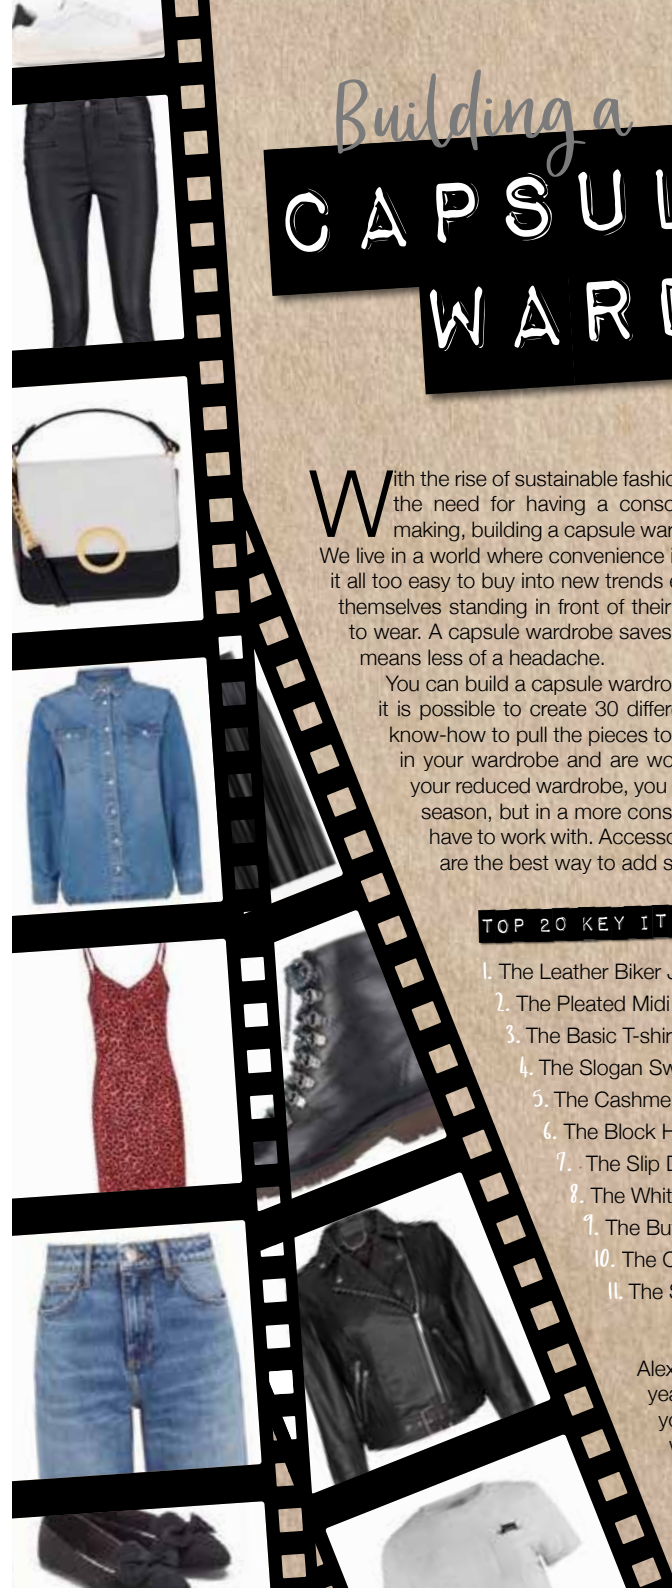 Building a
CAPSUL
WARD
With the rise of sustainable fashio
the need for having a consc
making, building a capsule war
We live in a world where convenience i
it all too easy to buy into new trends e
themselves standing in front of their
to wear. A capsule wardrobe saves
means less of a headache.
You can build a capsule wardro
it is possible to create 30 differe
know-how to pull the pieces to
in your wardrobe and are wo
your reduced wardrobe, you
season, but in a more cons
have to work with. Accesso
are the best way to add s
TOP 20 KEY IT
1. The Leather Biker J
2. The Pleated Midi
3. The Basic T-shir
4. The Slogan Sw
5. The Cashme
6. The Block H
7. The Slip D
8. The Whit
9. The Bu
10. The C
11. The S
Alex
yea
yo